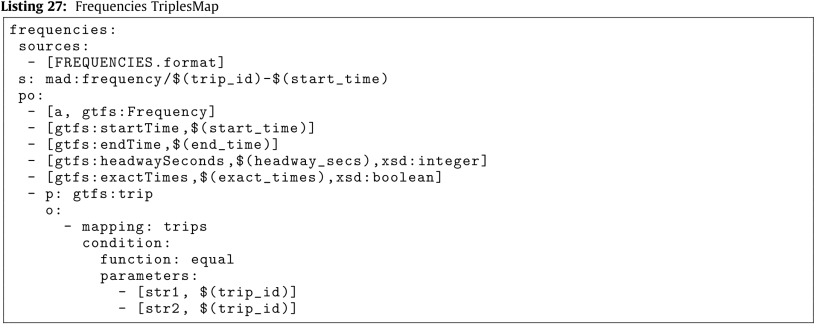 Listing 27: Frequencies TriplesMap
frequencies:
sources:
- [FREQUENCIES.format]
s: mad:frequency/$(trip_id)-$(start_time)
po:
- [a, gtfs:Frequency]
- [gtfs:startTime,$(start_time)]
- [gtfs:endTime,$(end_time)]
- [gtfs:headwaySeconds,$(headway_secs),xsd:integer]
- [gtfs:exactTimes,$(exact_times),xsd:boolean]
- p: gtfs:trip
o:
- mapping: trips
condition:
function: equal
parameters:
- [str1, $(trip_id)]
- [str2, $(trip_id)]